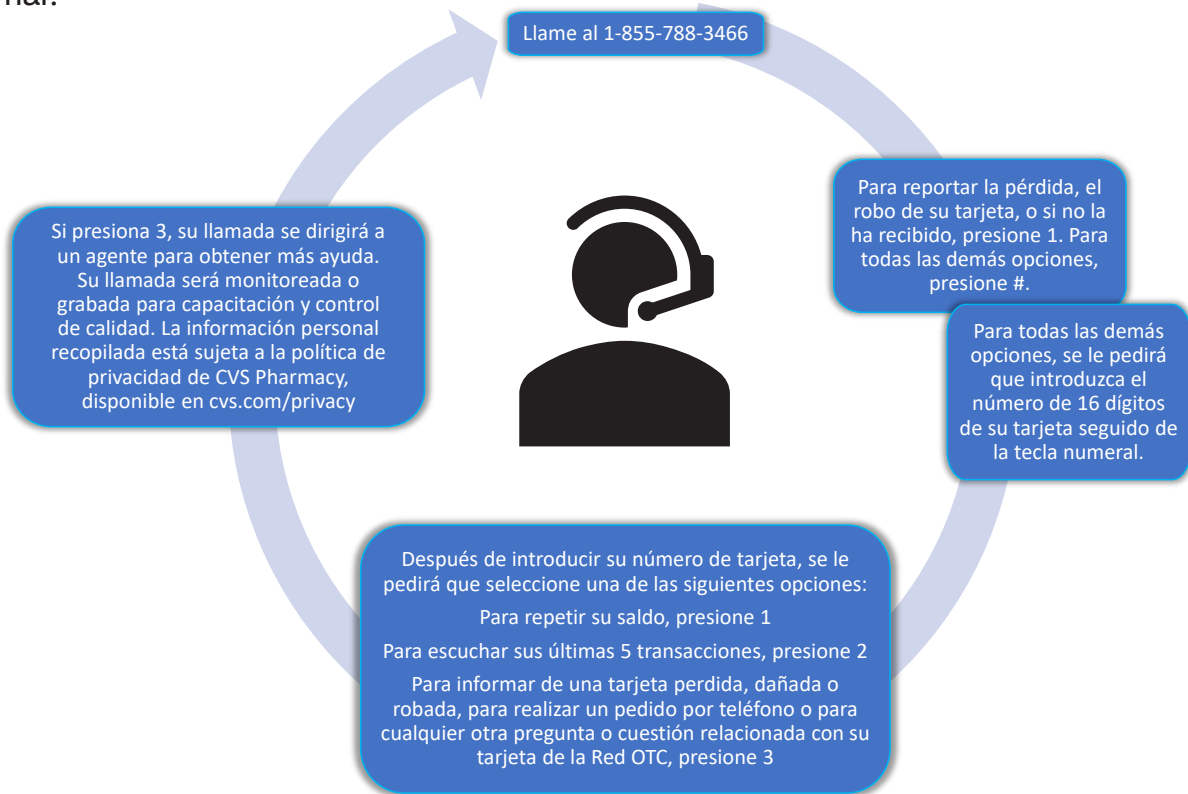 Llame al 1-855-788-3466
Para reportar la pérdida, el
robo de su tarjeta, o si no la
ha recibido, presione 1. Para
todas las demás opciones,
presione #.
Para todas las demás
opciones, se le pedirá
que introduzca el
número de 16 dígitos
de su tarjeta seguido de
la tecla numeral.
Después de introducir su número de tarjeta, se le
pedirá que seleccione una de las siguientes opciones:
Para repetir su saldo, presione 1
Para escuchar sus últimas 5 transacciones, presione 2
Para informar de una tarjeta perdida, dañada o
robada, para realizar un pedido por teléfono o para
cualquier otra pregunta o cuestión relacionada con su
tarjeta de la Red OTC, presione 3
Si presiona 3, su llamada se dirigirá a
un agente para obtener más ayuda.
Su llamada será monitoreada o
grabada para capacitación y control
de calidad. La información personal
recopilada está sujeta a la política de
privacidad de CVS Pharmacy,
disponible en cvs.com/privacy